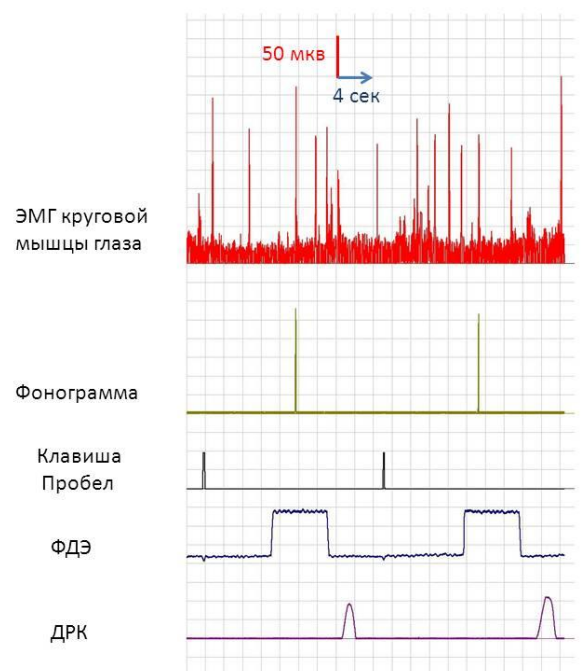 50 мкв
4 сек
ЭМГ круговой
мышцы глаза
Фонограмма
Клавиша
Пробел
ФДЭ
ДРК